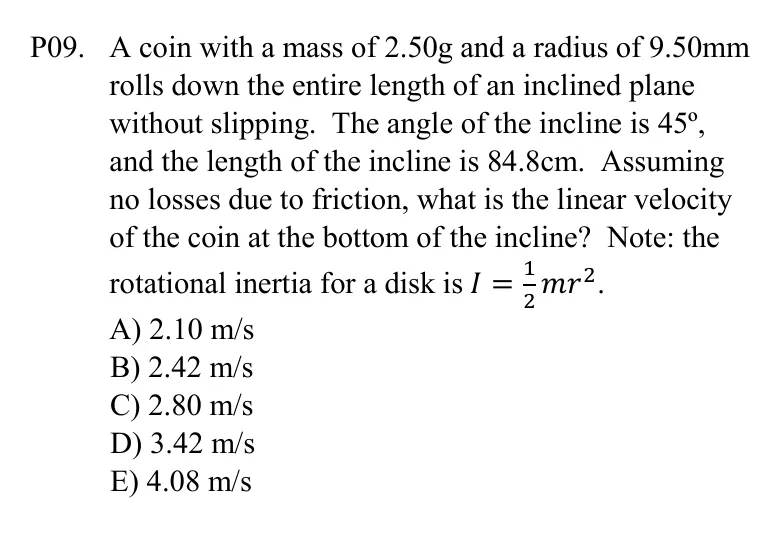 P09. A coin with a mass of 2.50g and a radius of 9.50mm
rolls down the entire length of an inclined plane
without slipping. The angle of the incline is 45º,
and the length of the incline is 84.8cm. Assuming
no losses due to friction, what is the linear velocity
of the coin at the bottom of the incline? Note: the
rotational inertia for a disk is I = ½mr².
A) 2.10 m/s
B) 2.42 m/s
C) 2.80 m/s
D) 3.42 m/s
E) 4.08 m/s